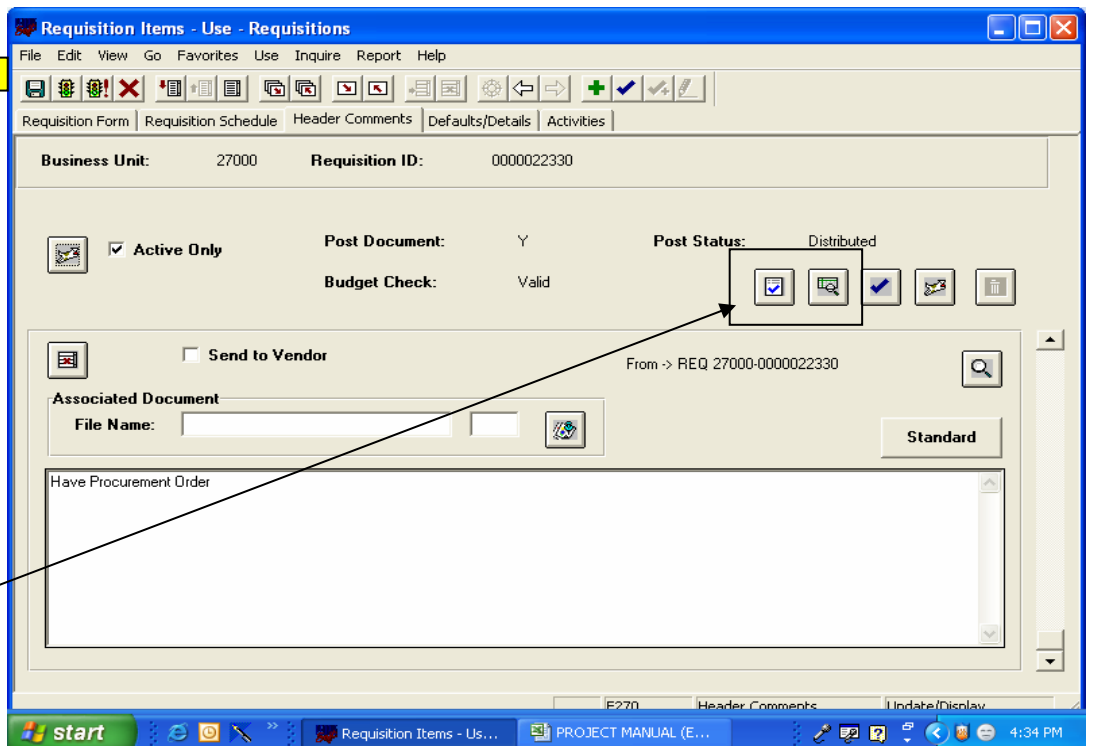 Requisition Items - Use - Requisitions
File Edit View Go Favorites Use Inquire Report Help
Requisition Form Requisition Schedule Header Comments Defaults/Details Activities
Business Unit: 27000 Requisition ID: 0000022330
Active Only Post Document: Y Post Status: Distributed
Budget Check: Valid
Send to Vendor From -> REQ 27000-0000022330
Associated Document
File Name:
Standard
Have Procurement Order
F270 Header Comments Update/Display
start Requisition Items - Us... PROJECT MANUAL (E... 4:34 PM